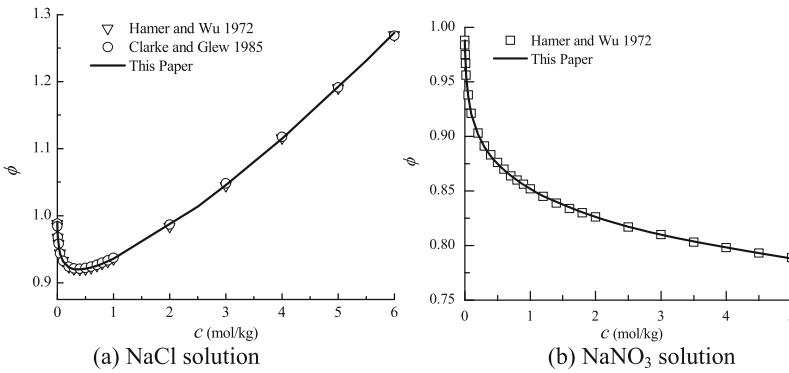 1.3
1.2
1.1
1.0
0.9
ϕ
Hamer and Wu 1972
Clarke and Glew 1985
This Paper
0 1 2 3 4 5 6
c (mol/kg)
(a) NaCl solution
1.00
0.95
0.90
0.85
0.80
0.75
ϕ
Hamer and Wu 1972
This Paper
0 1 2 3 4
c (mol/kg)
(b) NaNO₃ solution